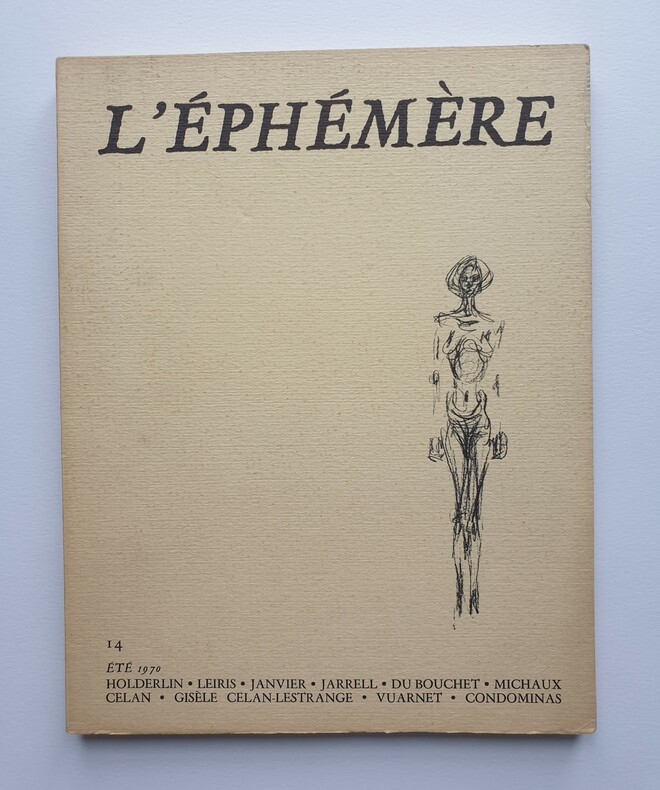 L'ÉPHÉMÈRE
14
ÉTÉ 1970
HOLDERLIN • LEIRIS • JANVIER • JARRELL • DU BOUCHET • MICHAUX
CELAN • GISÈLE CELAN-LESTRANGE • VUARNET • CONDOMINAS